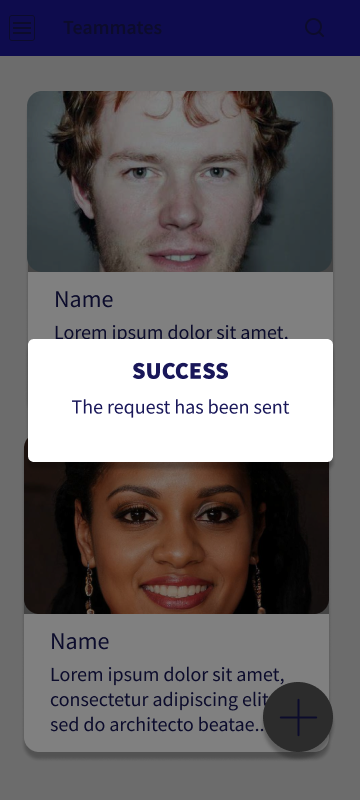 Teammates
Name
Lorem ipsum dolor sit amet,
SUCCESS
The request has been sent
Name
Lorem ipsum dolor sit amet,
consectetur adipiscing elit
sed do architecto beatae..